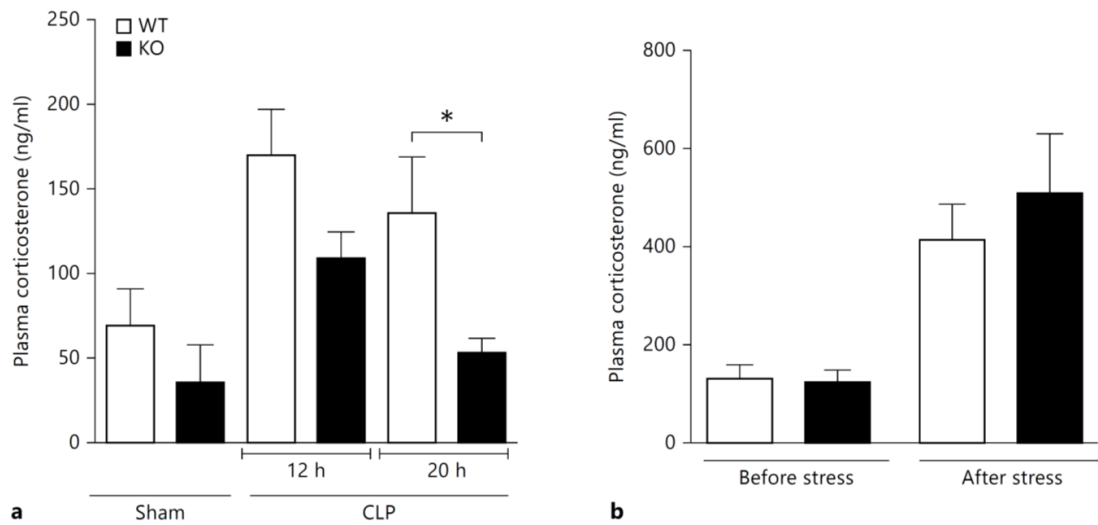 250
200
150
100
50
0
Plasma corticosterone (ng/ml)
WT
KO
*
12 h
20 h
Sham
CLP
a
800
600
400
200
0
Plasma corticosterone (ng/ml)
Before stress
After stress
b